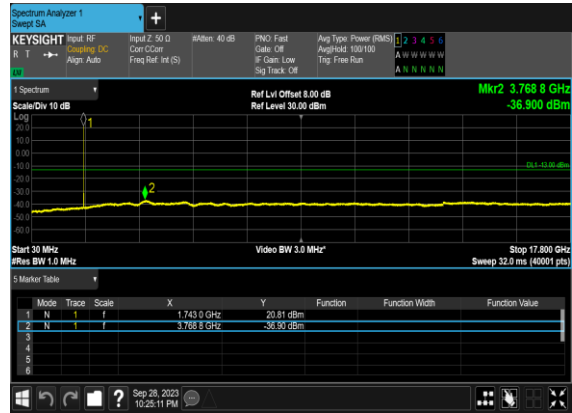 Spectrum Analyzer 1
Swept SA
+
KEYSIGHT Input: RF Input Z: 50 Ω #Atten: 40 dB PNO: Fast Avg Type: Power (RMS) 1 2 3 4 5 6
R T Coupling: DC Corr CCorr Gate: Off Avg|Hold: 100/100 A W W W W W
Align: Auto Freq Ref: Int (S) IF Gain: Low Trig: Free Run
LW Sig Track: Off A N N N N N
1 Spectrum Ref Lvl Offset 8.00 dB Mkr2 3.768 8 GHz
Scale/Div 10 dB Ref Level 30.00 dBm -36.900 dBm
Log
20.0
10.0
0.00
-10.0
-20.0
-30.0
-40.0
-50.0
-60.0
1
DL1 -13.00 dBm
2
Start 30 MHz Video BW 3.0 MHz* Stop 17.800 GHz
#Res BW 1.0 MHz Sweep 32.0 ms (40001 pts)
5 Marker Table
Mode Trace Scale X Y Function Function Width Function Value
1 N 1 f 1.743 0 GHz 20.81 dBm
2 N 1 f 3.768 8 GHz -36.90 dBm
3
4
5
6
? Sep 28, 2023
10:25:11 PM